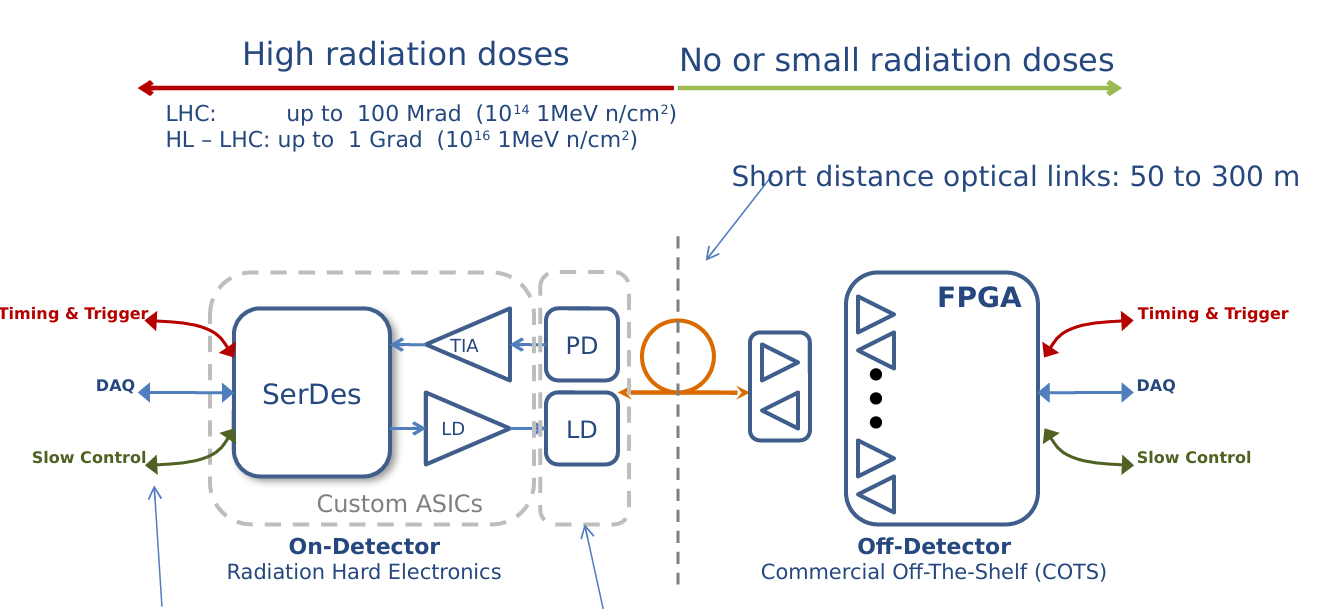 High radiation doses
No or small radiation doses
LHC: up to 100 Mrad (10¹⁴ 1MeV n/cm²)
HL – LHC: up to 1 Grad (10¹⁶ 1MeV n/cm²)
Short distance optical links: 50 to 300 m
FPGA
Timing & Trigger
Timing & Trigger
TIA
PD
DAQ
SerDes
DAQ
LD
LD
Slow Control
Slow Control
Custom ASICs
On-Detector
Radiation Hard Electronics
Off-Detector
Commercial Off-The-Shelf (COTS)